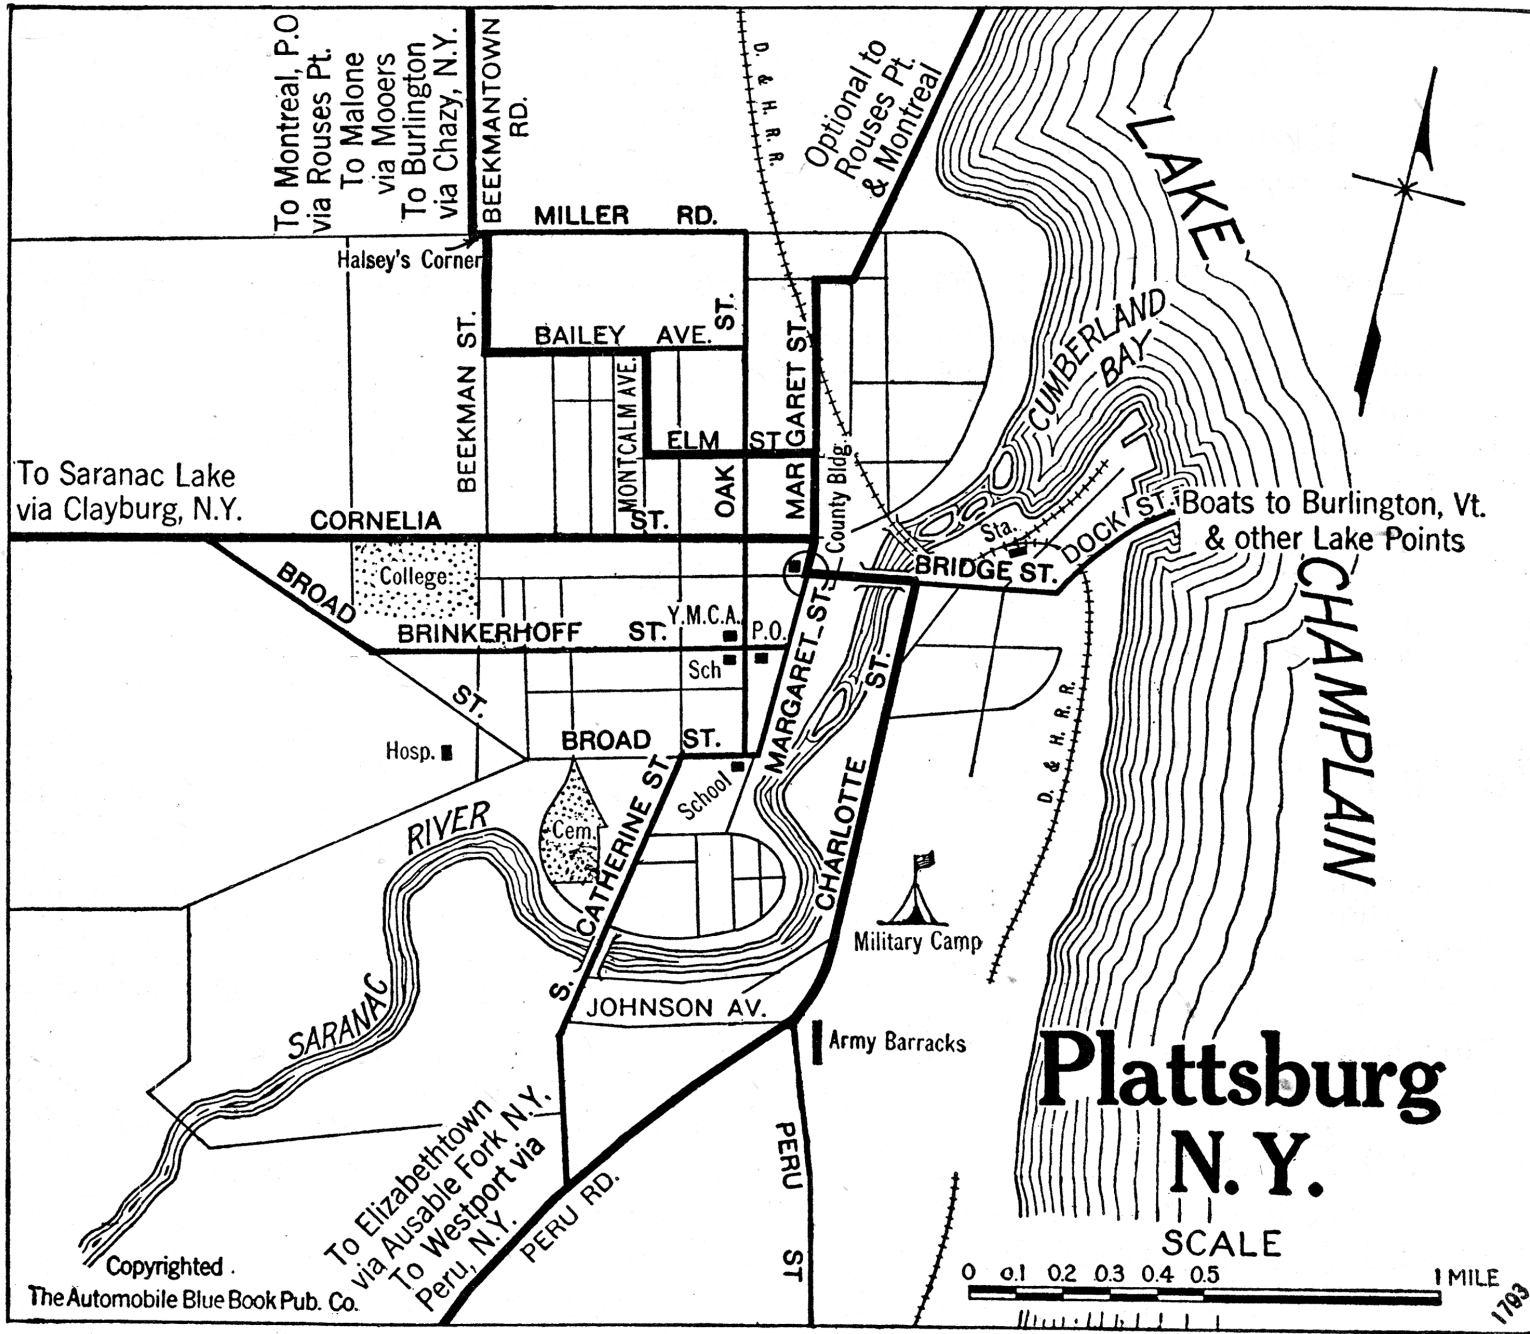 To Montreal, P.O
via Rouses Pt.
To Malone
via Mooers
To Burlington
via Chazy, N.Y.
BEEKMANTOWN
RD.
D. & H. R. R.
Optional to
Rouses Pt.
& Montreal
LAKE
MILLER RD.
Halsey's Corner
BEEKMAN ST.
BAILEY AVE.
OAK ST.
MARGARET ST.
MONTCALM AVE.
ELM ST.
CUMBERLAND
BAY
To Saranac Lake
via Clayburg, N.Y.
CORNELIA ST.
County Bldg.
Sta.
DOCK ST.
Boats to Burlington, Vt.
& other Lake Points
BRIDGE ST.
CHAMPLAIN
College
BROAD ST.
BRINKERHOFF ST.
Y.M.C.A.
P.O.
Sch
MARGARET ST.
CHARLOTTE ST.
D. & H. R. R.
Hosp.
BROAD ST.
School
S. CATHERINE ST.
Cem.
RIVER
SARANAC
Military Camp
JOHNSON AV.
Army Barracks
PERU ST
PERU RD.
To Elizabethtown
via Ausable Fork N.Y.
To Westport via
Peru, N.Y.
Plattsburg
N.Y.
SCALE
0 0.1 0.2 0.3 0.4 0.5 1 MILE
Copyrighted.
The Automobile Blue Book Pub. Co.
1793